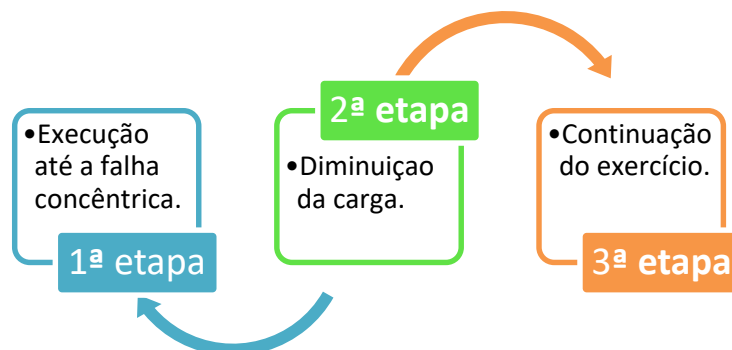 •Execução
até a falha
concêntrica.
1ª etapa
2ª etapa
•Diminuiçao
da carga.
•Continuação
do exercício.
3ª etapa